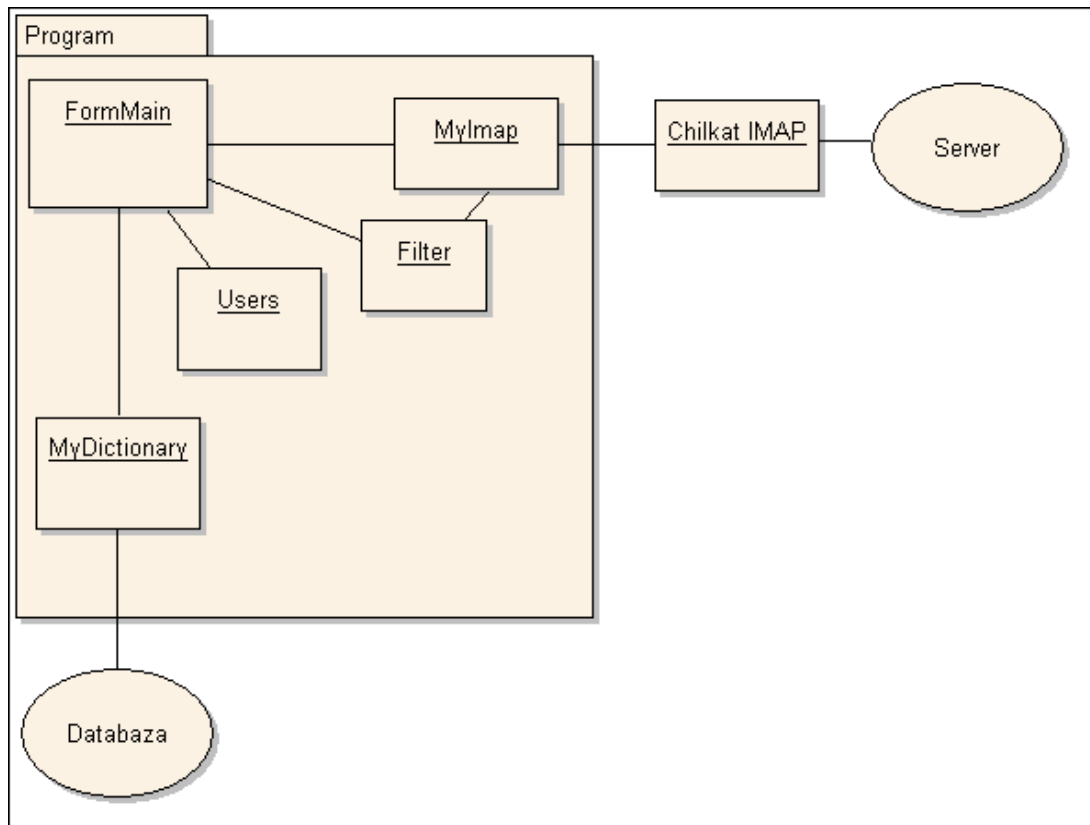 Program
FormMain
MyImap
Chilkat IMAP
Server
Filter
Users
MyDictionary
Databaza